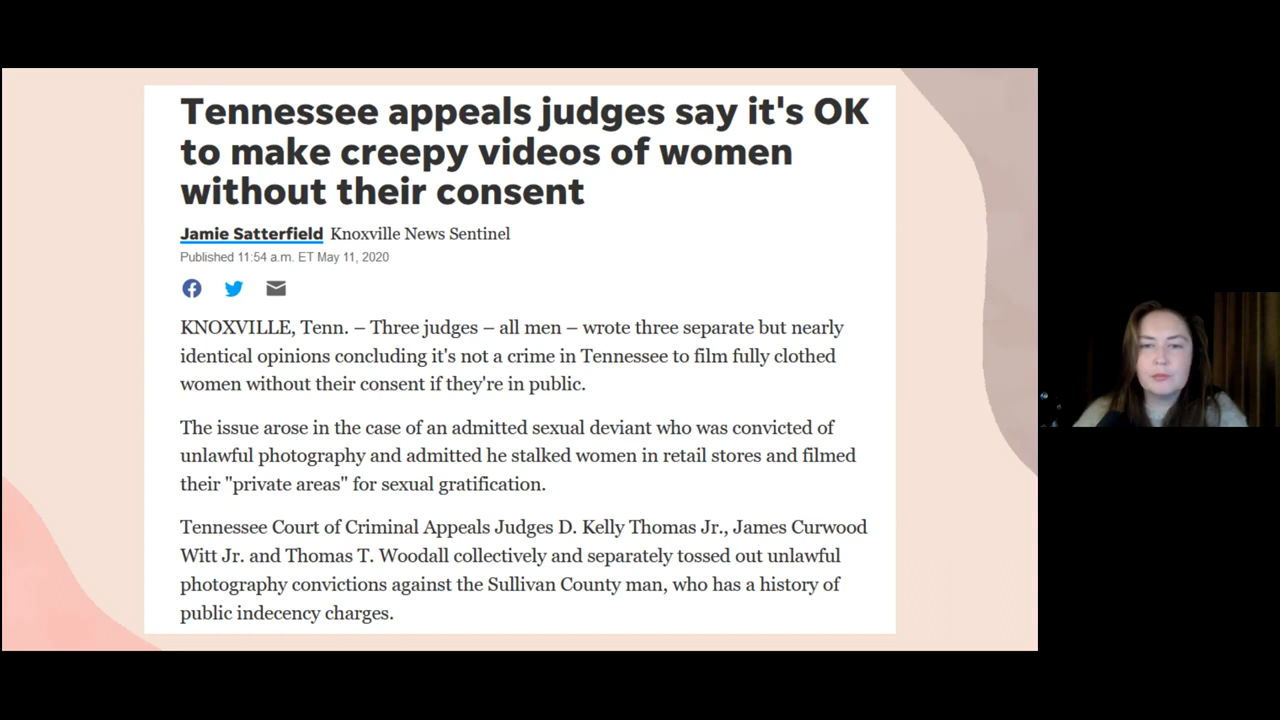 Tennessee appeals judges say it's OK
to make creepy videos of women
without their consent
Jamie Satterfield Knoxville News Sentinel
Published 11:54 a.m. ET May 11, 2020
KNOXVILLE, Tenn. – Three judges – all men – wrote three separate but nearly
identical opinions concluding it's not a crime in Tennessee to film fully clothed
women without their consent if they're in public.
The issue arose in the case of an admitted sexual deviant who was convicted of
unlawful photography and admitted he stalked women in retail stores and filmed
their "private areas" for sexual gratification.
Tennessee Court of Criminal Appeals Judges D. Kelly Thomas Jr., James Curwood
Witt Jr. and Thomas T. Woodall collectively and separately tossed out unlawful
photography convictions against the Sullivan County man, who has a history of
public indecency charges.